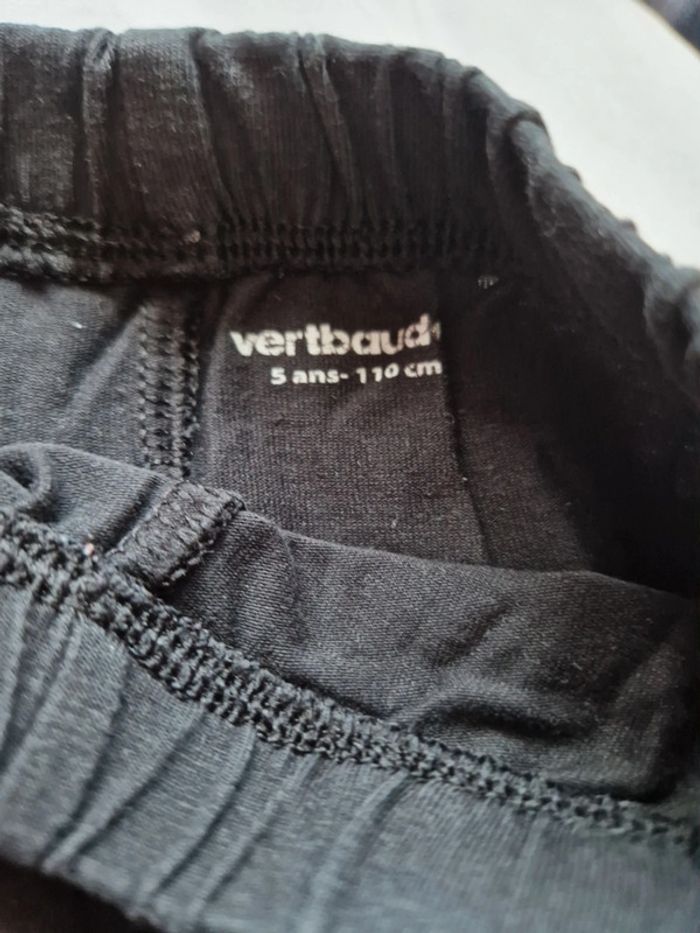 vertbaud
5 ans- 110 cm